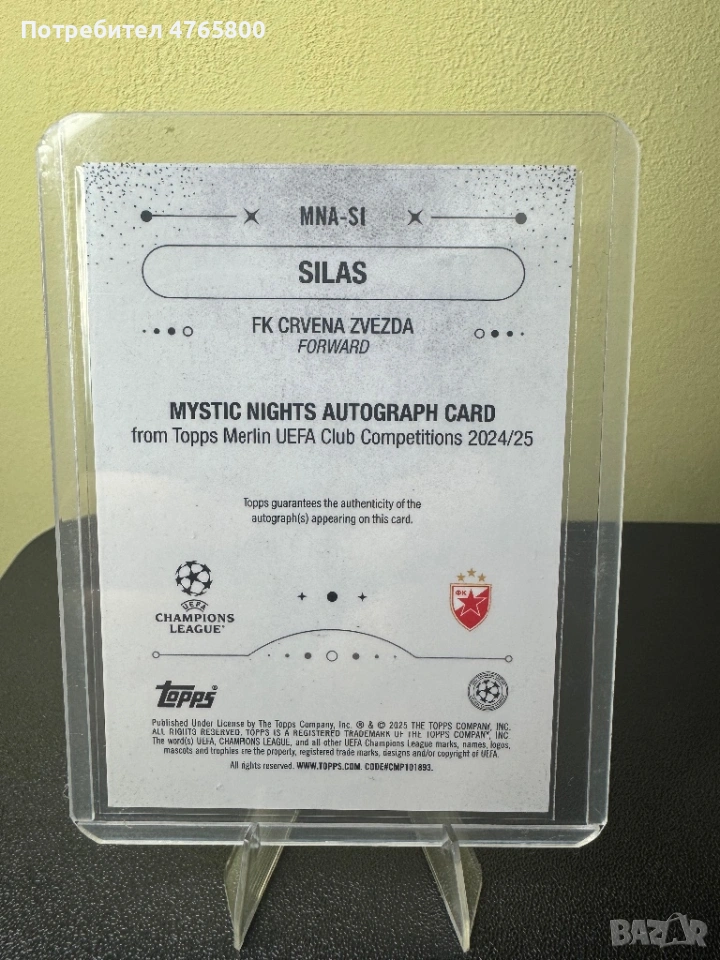 Потребител 4765800
MNA-SI
SILAS
FK CRVENA ZVEZDA
FORWARD
MYSTIC NIGHTS AUTOGRAPH CARD
from Topps Merlin UEFA Club Competitions 2024/25
Topps guarantees the authenticity of the
autograph(s) appearing on this card.
UEFA
CHAMPIONS
LEAGUE
ФК
topps
Published Under License by The Topps Company, Inc. ® & © 2025 THE TOPPS COMPANY, INC.
ALL RIGHTS RESERVED. TOPPS IS A REGISTERED TRADEMARK OF THE TOPPS COMPANY, INC
The word(s) UEFA, CHAMPIONS LEAGUE, and all other UEFA Champions League marks, names, logos,
mascots and trophies are the property, registered trade marks, designs and/or copyright of UEFA.
All rights reserved. WWW.TOPPS.COM. CODE#CMP101893.
BAZAR